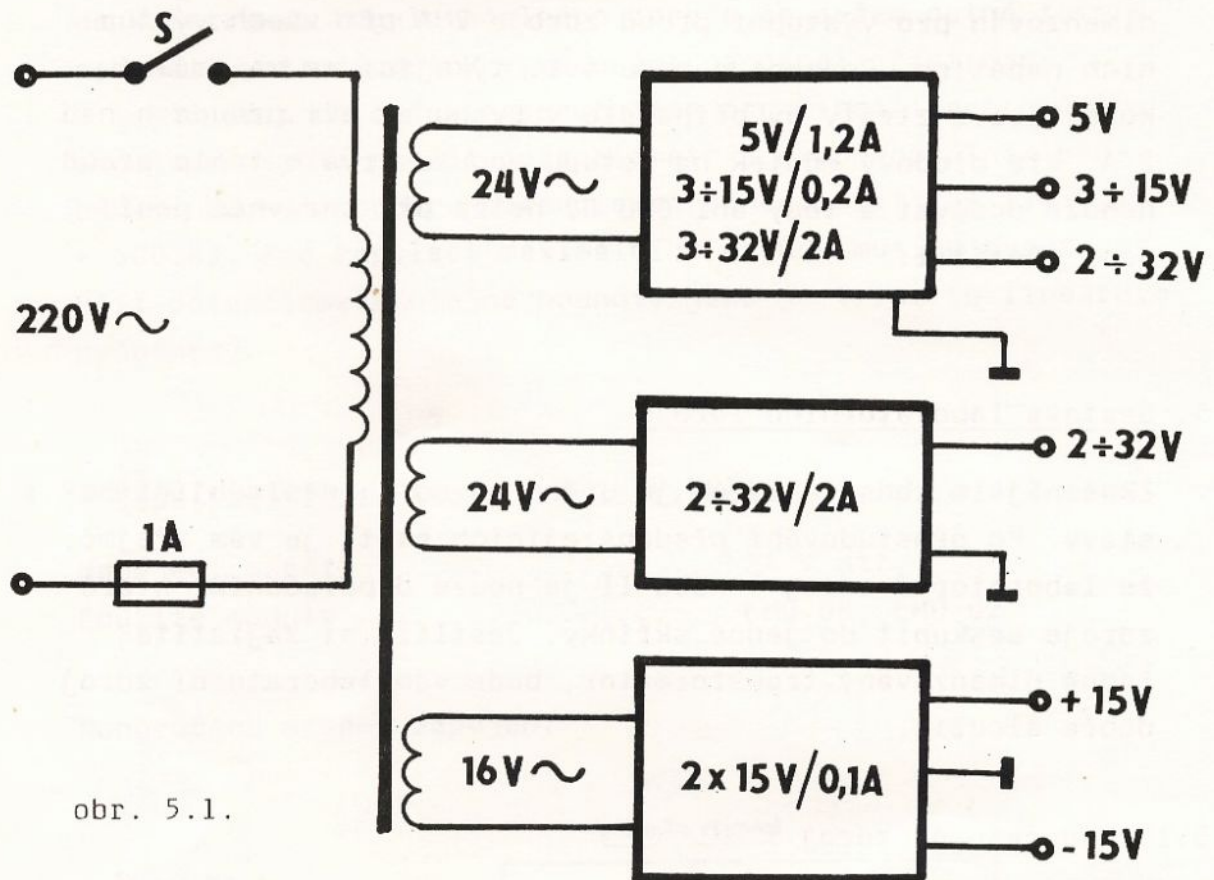 S
220V~
1A
24V~
5V/1,2A
3÷15V/0,2A
3÷32V/2A
5V
3÷15V
2÷32V
24V~
2÷32V/2A
2÷32V
16V~
2x15V/0,1A
+15V
-15V
obr. 5.1.